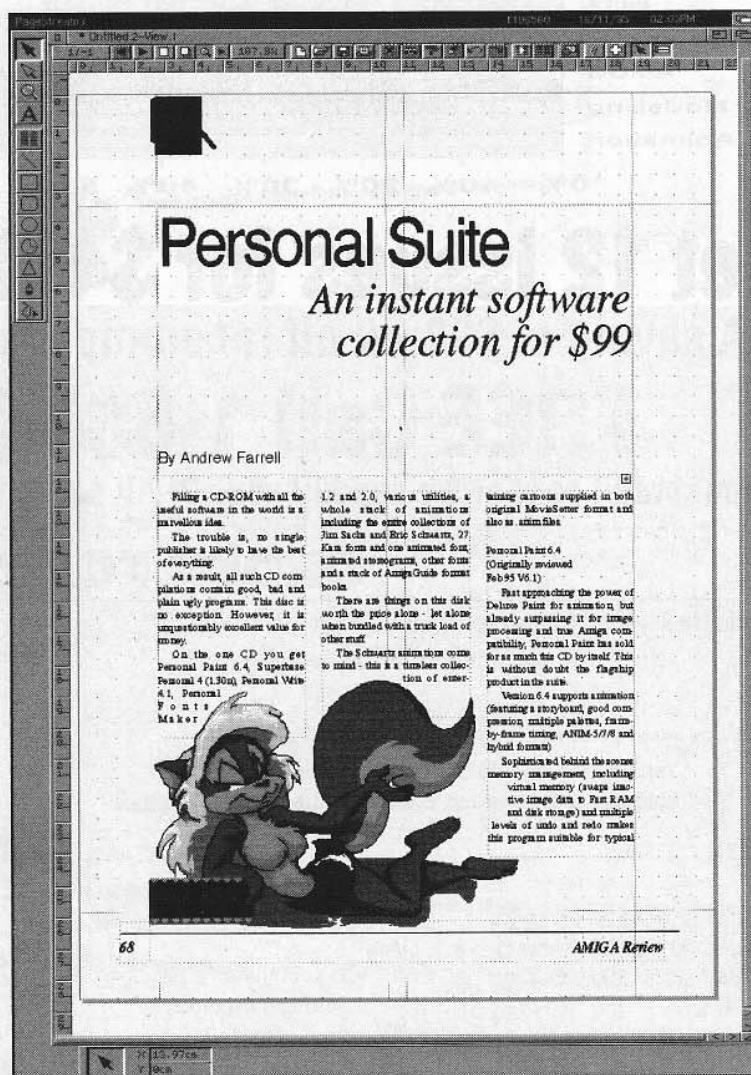 PageStream3
16/11/95 02:03PM
* Untitled 2-View 1
1/-1 107.8%
Personal Suite
An instant software
collection for $99
By Andrew Farrell
Filling a CD-ROM with all the
useful software in the world is a
marvellous idea.
The trouble is, no single
publisher is likely to have the best
of everything.
As a result, all such CD com-
pilations contain good, bad and
plain ugly programs. This disc is
no exception. However, it is
unquestionably excellent value for
money.
On the one CD you get
Personal Paint 6.4, Superbase
Personal 4 (1.30n), Personal Write
4.1, Personal
Fonts
Maker
1.2 and 2.0, various utilities, a
whole stack of animations
including the entire collections of
Jim Sachs and Eric Schwartz, 27
Kara fonts and one animated font,
animated stereograms, other fonts
and a stack of AmigaGuide format
books.
There are things on this disk
worth the price alone - let alone
when bundled with a truck load of
other stuff.
The Schwartz animations come
to mind - this is a timeless collec-
tion of enter-
taining cartoons supplied in both
original MovieSetter format and
also as .anim files.
Personal Paint 6.4
(Originally reviewed
Feb 95 V6.1)
Fast approaching the power of
Deluxe Paint for animation, but
already surpassing it for image
processing and true Amiga com-
patibility, Personal Paint has sold
for as much this CD by itself. This
is without doubt the flagship
product in the suite.
Version 6.4 supports animation
(featuring a storyboard, good com-
pression, multiple palettes, frame-
by-frame timing, ANIM-5/7/8 and
hybrid formats)
Sophisticated behind the scenes
memory management, including
virtual memory (swaps inac-
tive image data to Fast RAM
and disk storage) and multiple
levels of undo and redo makes
this program suitable for typical
68
AMIGA Review
X 13.97cm
Y 0cm